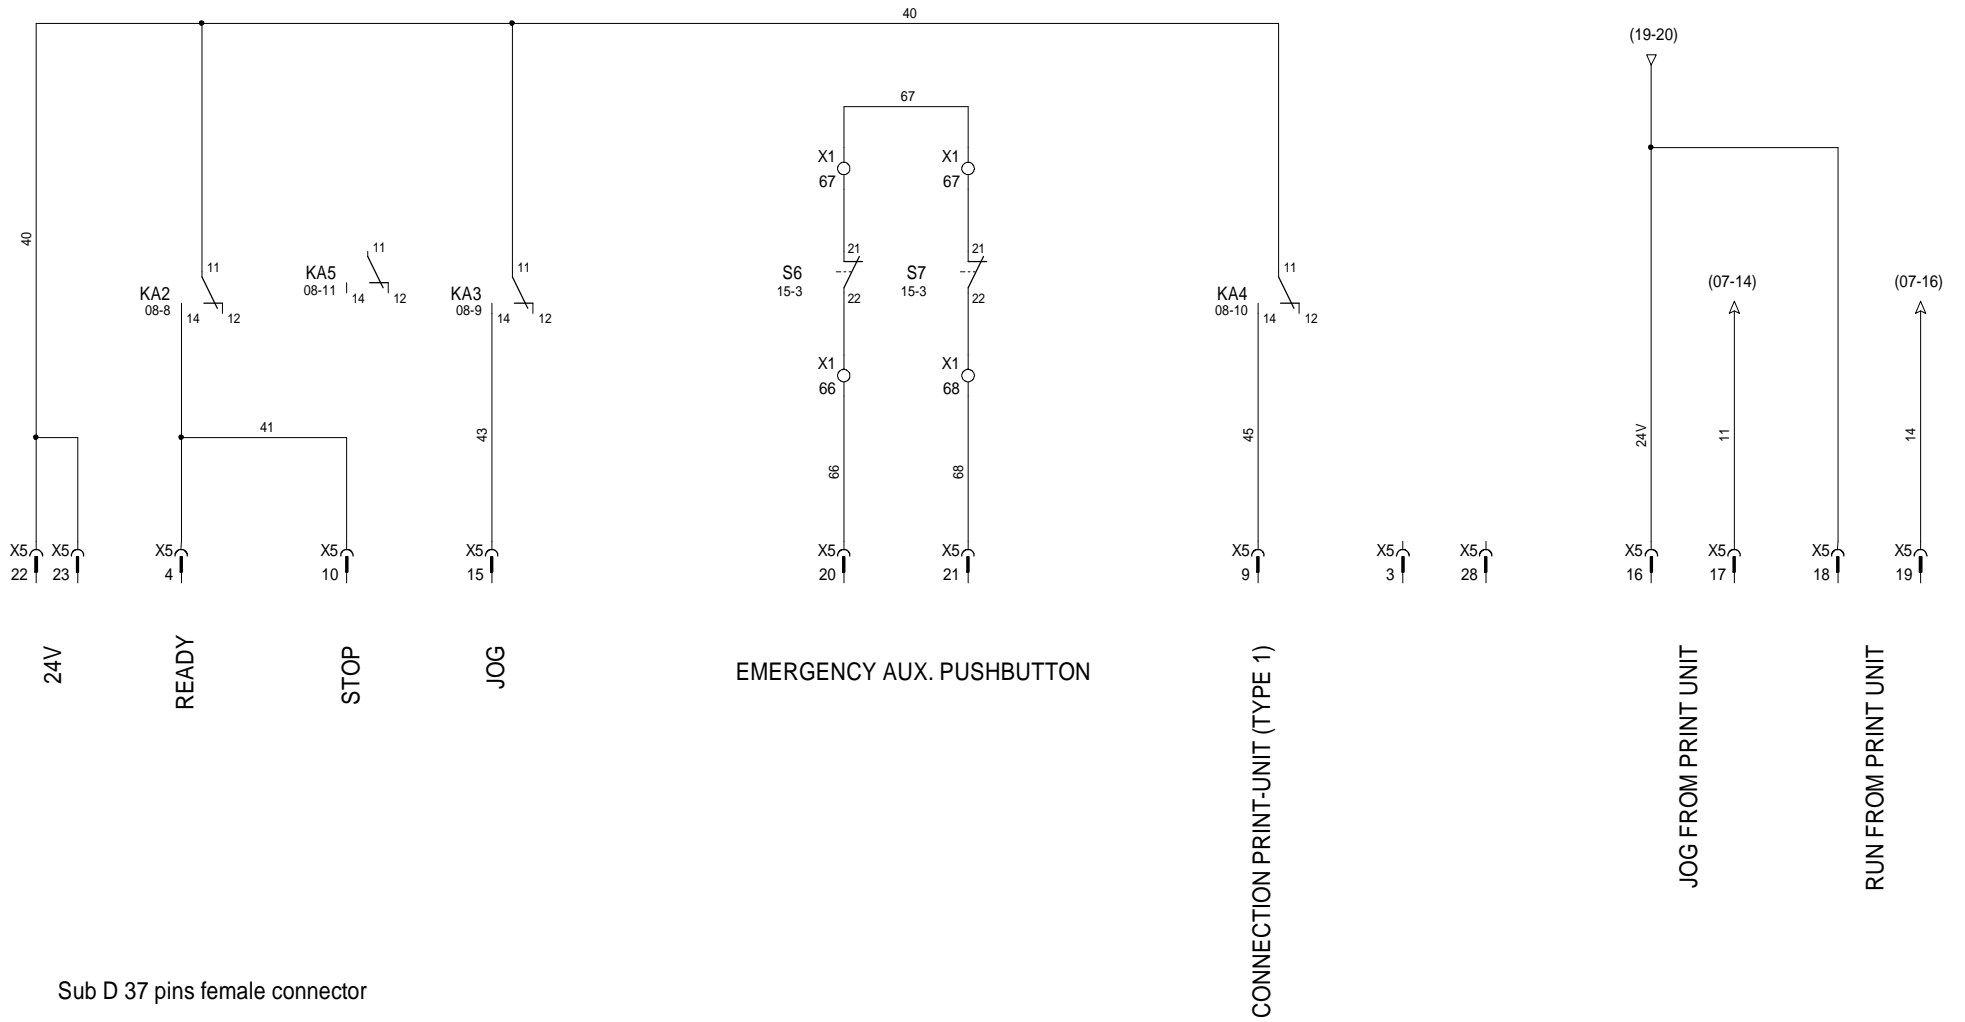 40
(19-20)
67
X1 X1
67 67
40
21 21
S6 S7
15-3 15-3
22 22
11
KA5
08-11
14 12
11 11 11
KA2 KA3 KA4
08-8 08-9 08-10
14 12 14 12 14 12
(07-14) (07-16)
X1 X1
66 68
41
43
45
24V
11
14
66
68
X5 X5 X5 X5 X5 X5 X5 X5 X5 X5 X5 X5 X5 X5
22 23 4 10 15 20 21 9 3 28 16 17 18 19
24V
READY
STOP
JOG
EMERGENCY AUX. PUSHBUTTON
CONNECTION PRINT-UNIT (TYPE 1)
JOG FROM PRINT UNIT
RUN FROM PRINT UNIT
Sub D 37 pins female connector